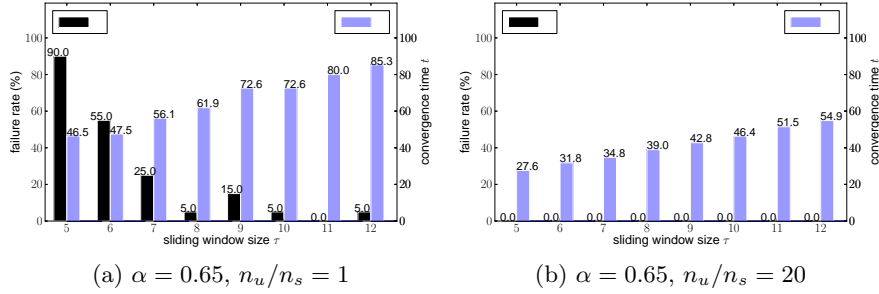 100 100
90.0
85.3
80 80.0 80
72.6 72.6
61.9
60 55.0 56.1 60
46.5 47.5
40 40
25.0
20 15.0 20
5.0 5.0 0.0 5.0
0 0
5 6 7 8 9 10 11 12
failure rate (%)
convergence time t
sliding window size τ
(a) α = 0.65, n_u/n_s = 1
100 100
80 80
60 54.9 60
51.5
46.4
40 39.0 42.8 40
34.8
27.6 31.8
20 20
0.0 0.0 0.0 0.0 0.0 0.0 0.0 0.0
0 0
5 6 7 8 9 10 11 12
failure rate (%)
convergence time t
sliding window size τ
(b) α = 0.65, n_u/n_s = 20